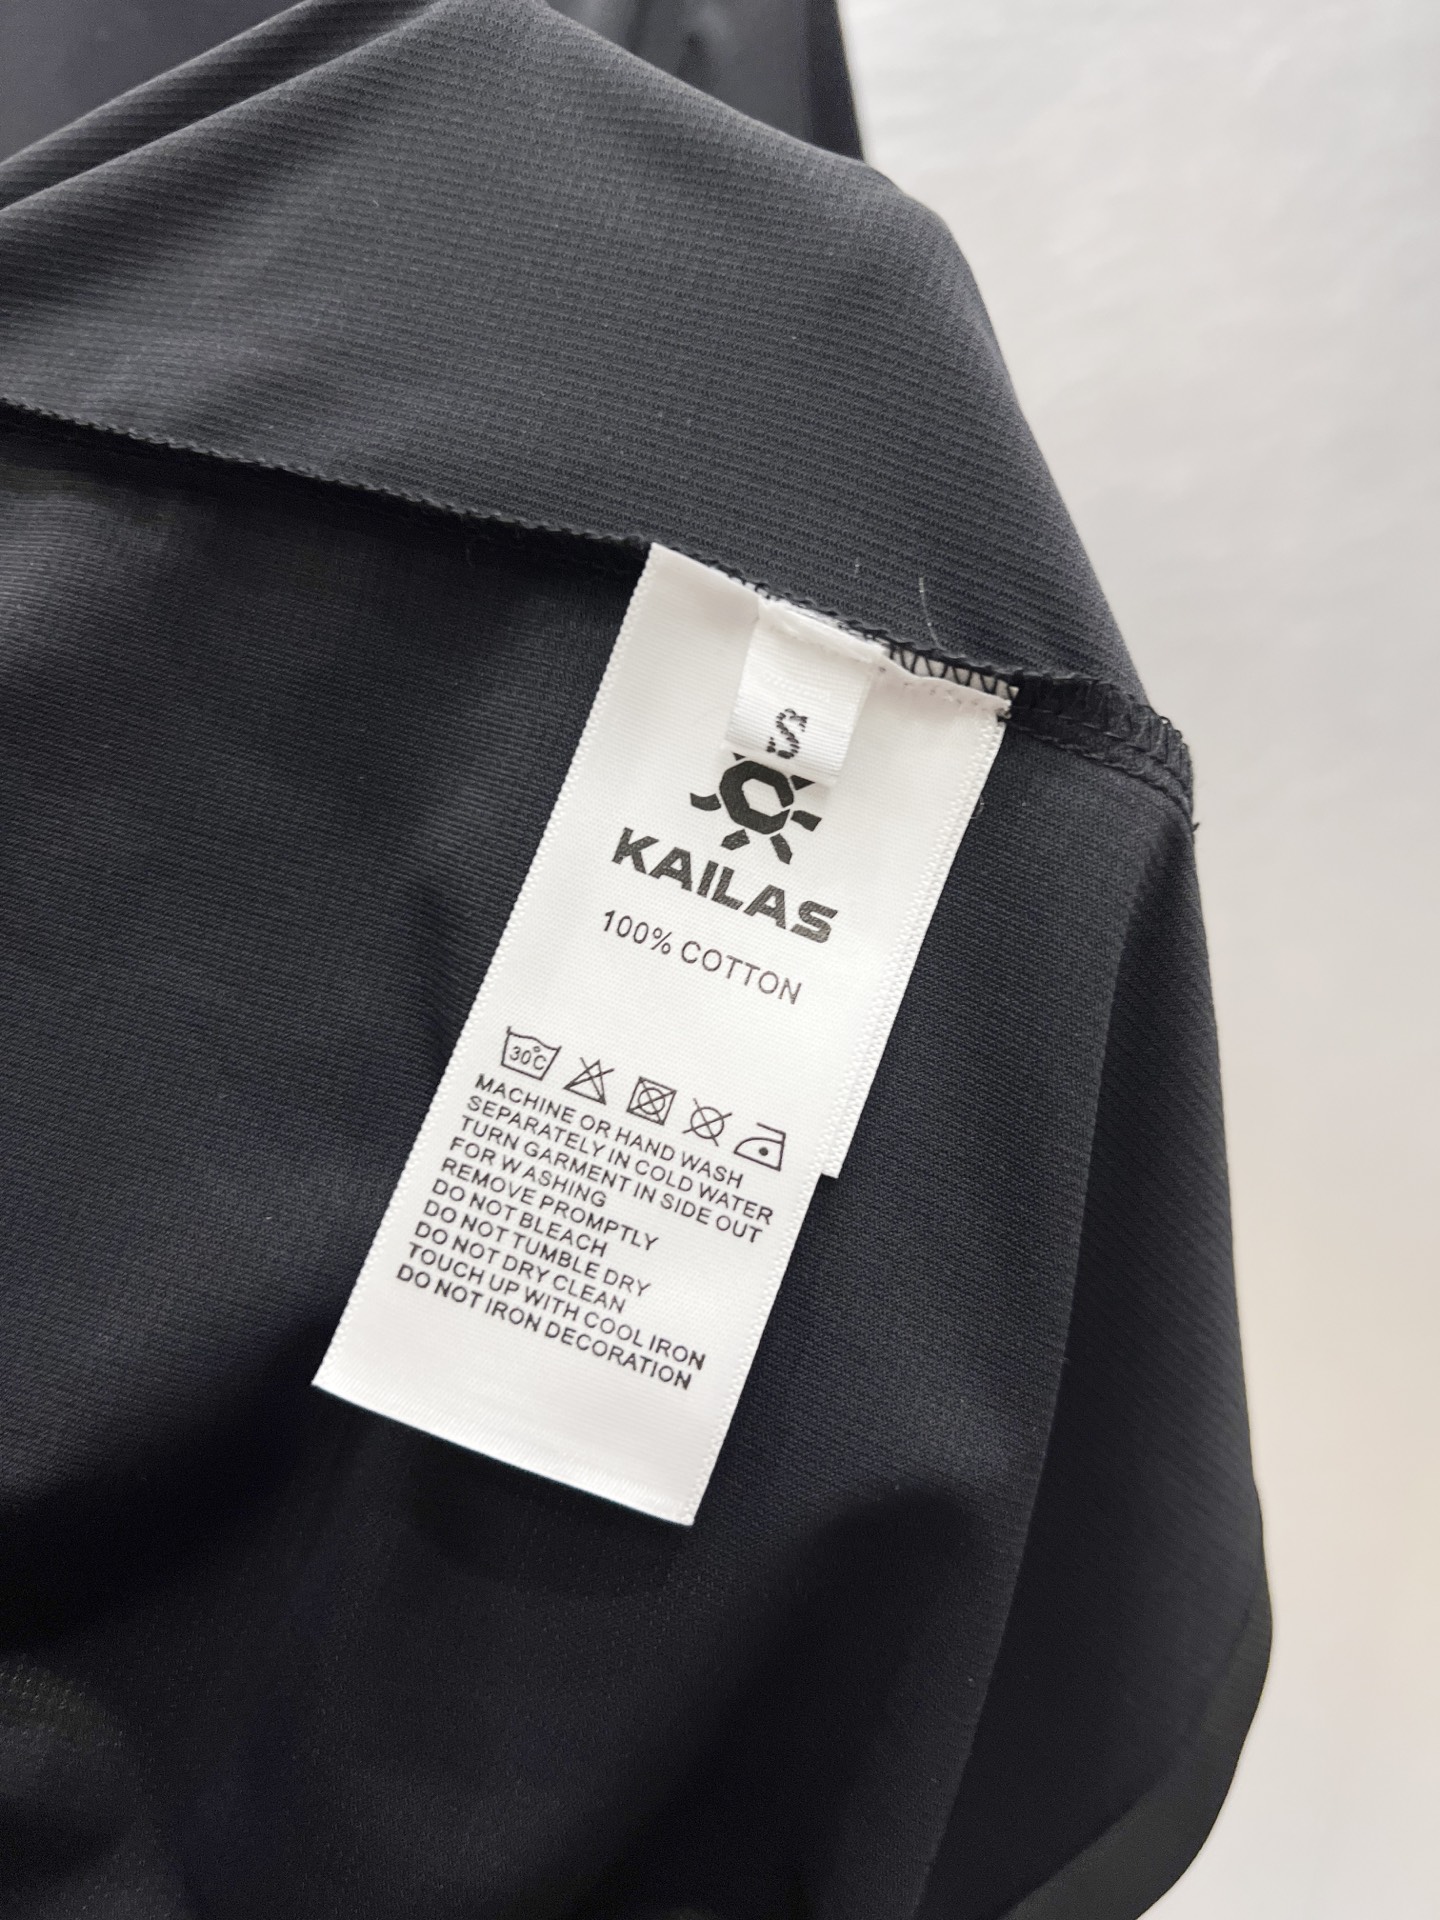 S
KAILAS
100% COTTON
30°C
MACHINE OR HAND WASH
SEPARATELY IN COLD WATER
TURN GARMENT IN SIDE OUT
FOR WASHING
REMOVE PROMPTLY
DO NOT BLEACH
DO NOT TUMBLE DRY
DO NOT DRY CLEAN
TOUCH UP WITH COOL IRON
DO NOT IRON DECORATION